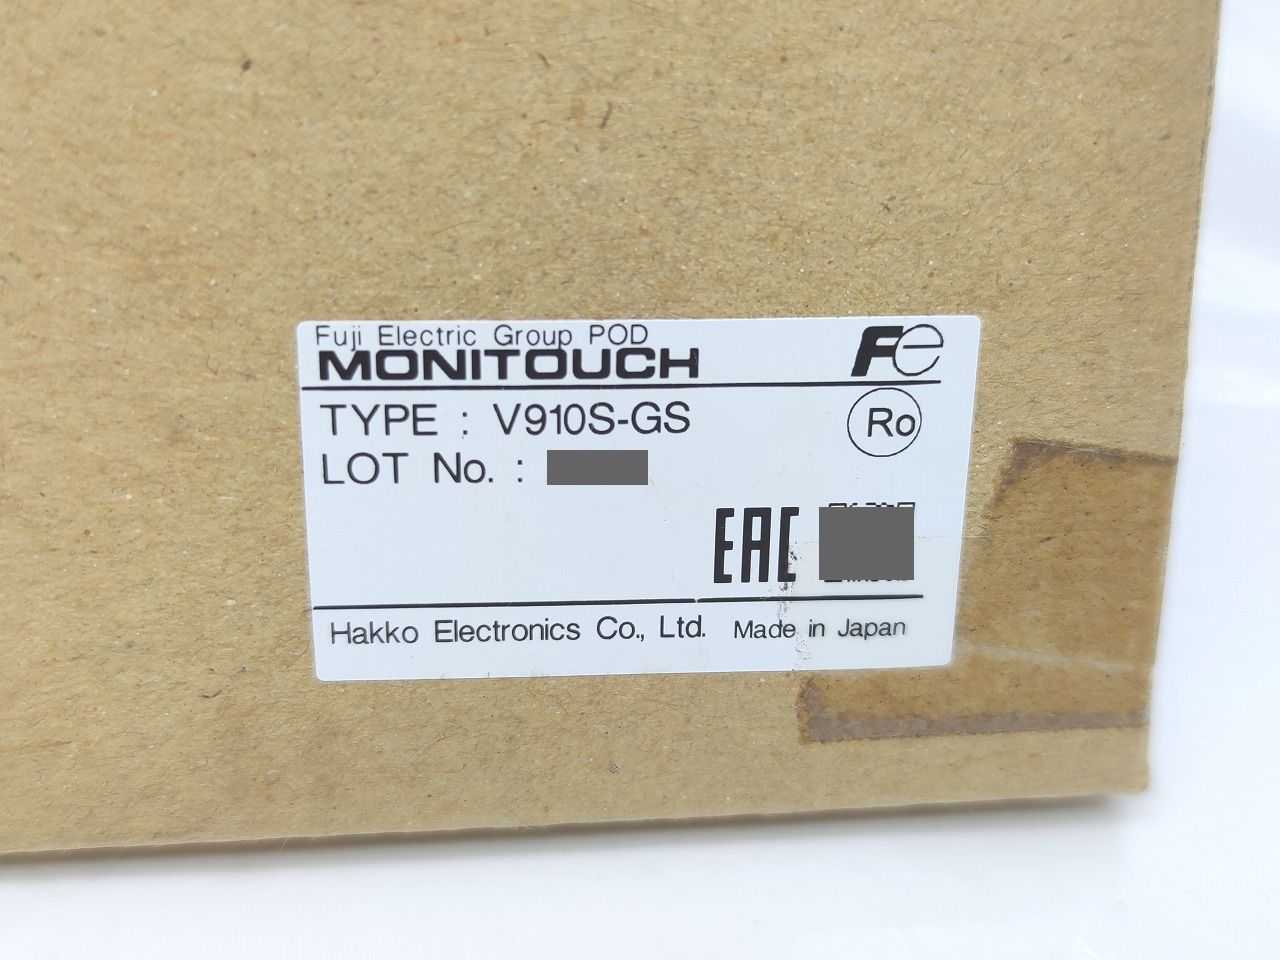 Fuji Electric Group POD
MONITOUCH
Fe
TYPE : V910S-GS
Ro
LOT No. :
EAC
Hakko Electronics Co., Ltd. Made in Japan